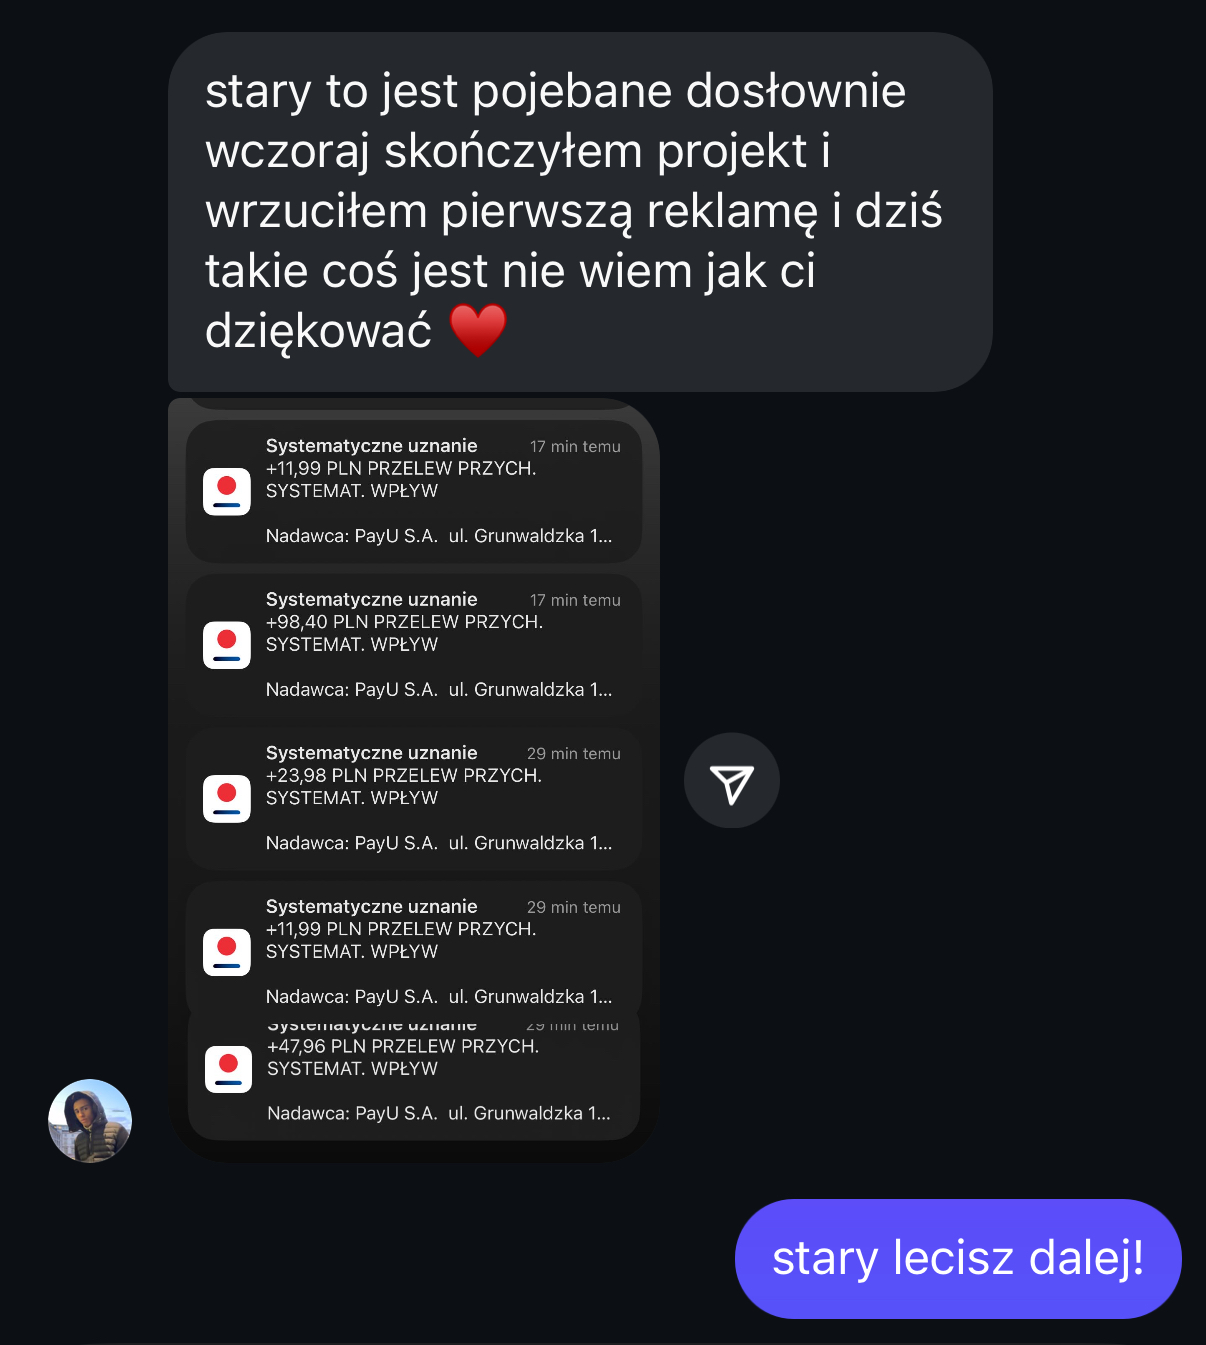 stary to jest pojebane dosłownie
wczoraj skończyłem projekt i
wrzuciłem pierwszą reklamę i dziś
takie coś jest nie wiem jak ci
dziękować ♥️
Systematyczne uznanie 17 min temu
+11,99 PLN PRZELEW PRZYCH.
SYSTEMAT. WPŁYW
Nadawca: PayU S.A. ul. Grunwaldzka 1...
Systematyczne uznanie 17 min temu
+98,40 PLN PRZELEW PRZYCH.
SYSTEMAT. WPŁYW
Nadawca: PayU S.A. ul. Grunwaldzka 1...
Systematyczne uznanie 29 min temu
+23,98 PLN PRZELEW PRZYCH.
SYSTEMAT. WPŁYW
Nadawca: PayU S.A. ul. Grunwaldzka 1...
Systematyczne uznanie 29 min temu
+11,99 PLN PRZELEW PRZYCH.
SYSTEMAT. WPŁYW
Nadawca: PayU S.A. ul. Grunwaldzka 1...
Systematyczne uznanie 29 min temu
+47,96 PLN PRZELEW PRZYCH.
SYSTEMAT. WPŁYW
Nadawca: PayU S.A. ul. Grunwaldzka 1...
stary lecisz dalej!